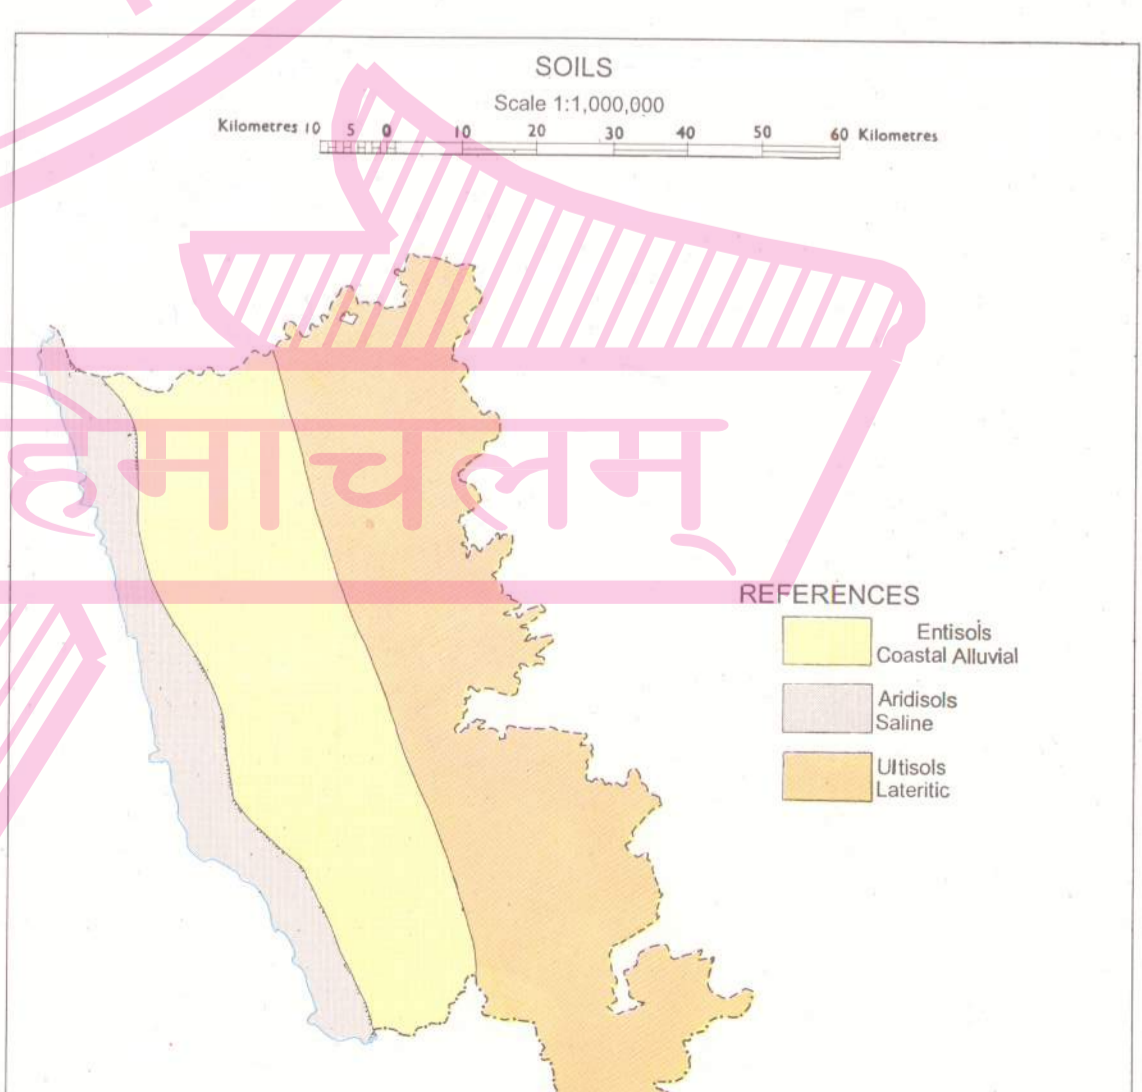 SOILS
Scale 1:1,000,000
Kilometres 10 5 0 10 20 30 40 50 60 Kilometres
हिमाचलम्
REFERENCES
Entisols
Coastal Alluvial
Aridisols
Saline
Ultisols
Lateritic